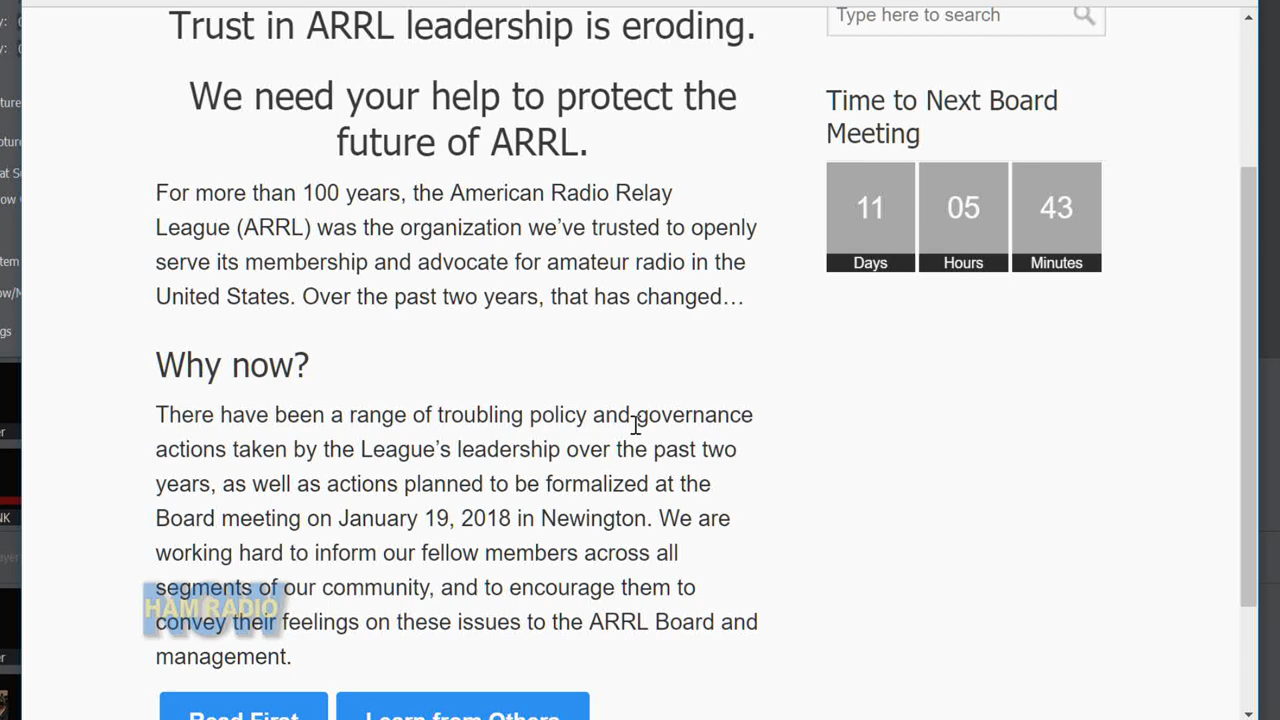 Trust in ARRL leadership is eroding.
We need your help to protect the
future of ARRL.
For more than 100 years, the American Radio Relay
League (ARRL) was the organization we’ve trusted to openly
serve its membership and advocate for amateur radio in the
United States. Over the past two years, that has changed…
Why now?
There have been a range of troubling policy and governance
actions taken by the League’s leadership over the past two
years, as well as actions planned to be formalized at the
Board meeting on January 19, 2018 in Newington. We are
working hard to inform our fellow members across all
segments of our community, and to encourage them to
convey their feelings on these issues to the ARRL Board and
management.
Read First
Learn from Others
Type here to search
Time to Next Board
Meeting
11 05 43
Days Hours Minutes
HAM RADIO
NOW